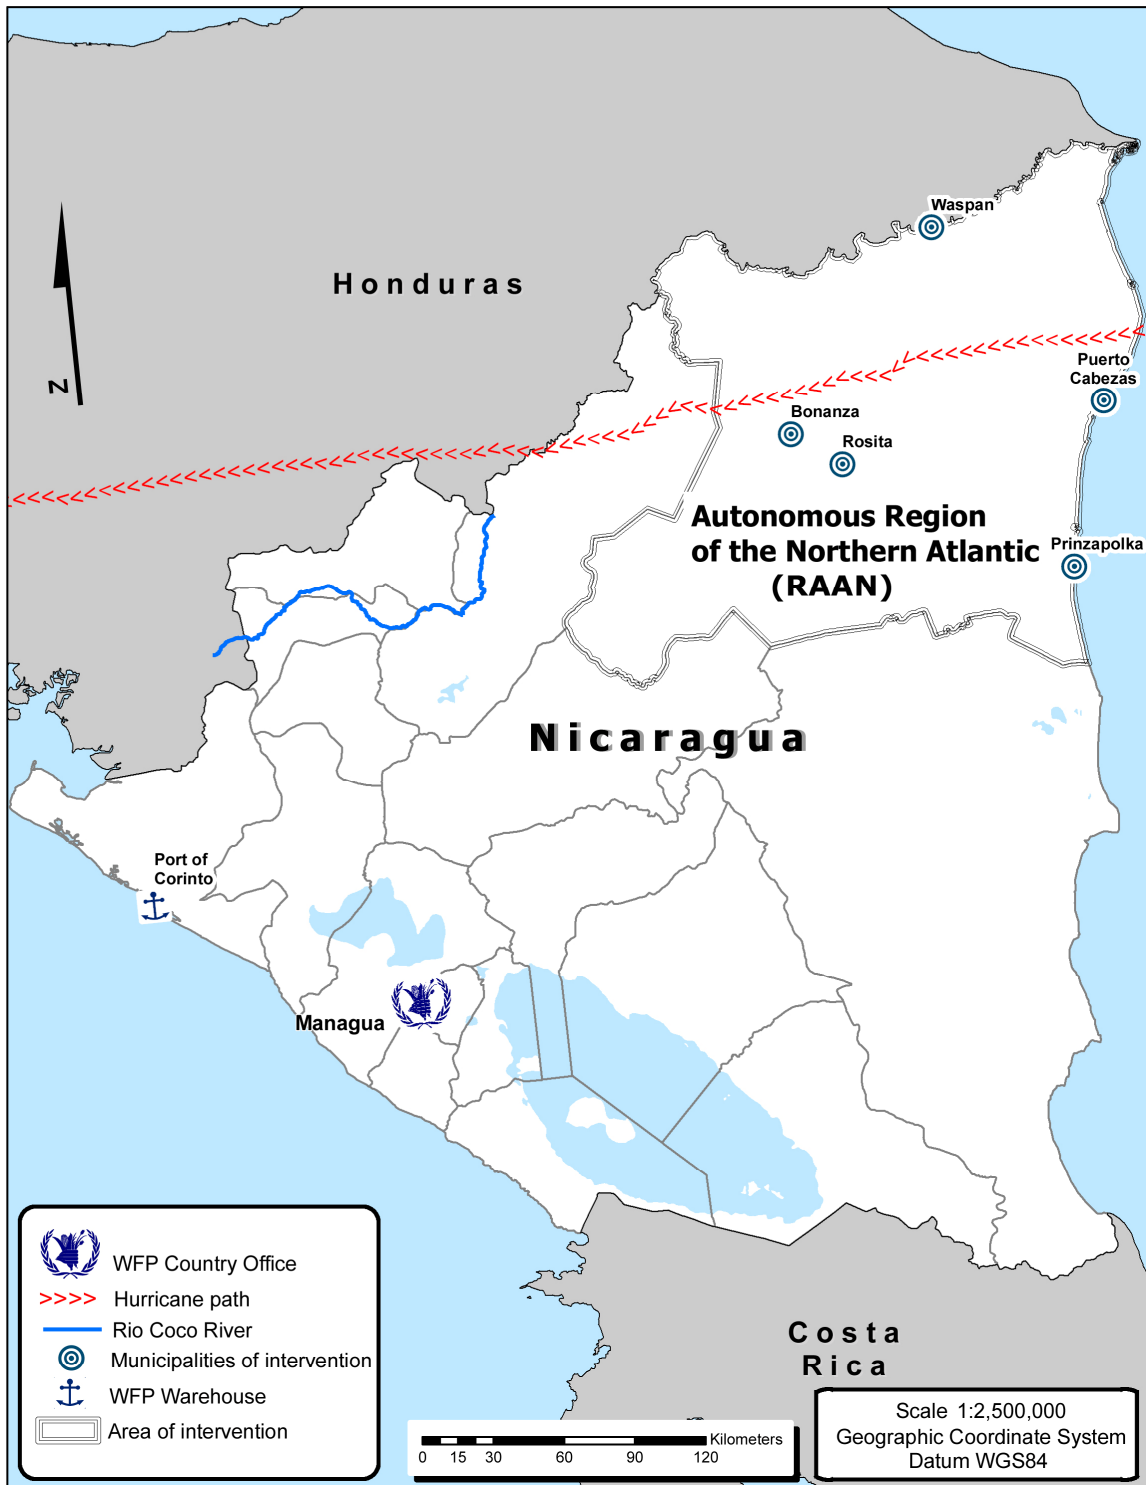 Waspan
Honduras
N
Puerto
Cabezas
Bonanza
Rosita
Autonomous Region
of the Northern Atlantic
(RAAN)
Prinzapolka
Nicaragua
Port of
Corinto
Managua
WFP Country Office
Hurricane path
Rio Coco River
Municipalities of intervention
WFP Warehouse
Area of intervention
Costa
Rica
Kilometers
0 15 30 60 90 120
Scale 1:2,500,000
Geographic Coordinate System
Datum WGS84